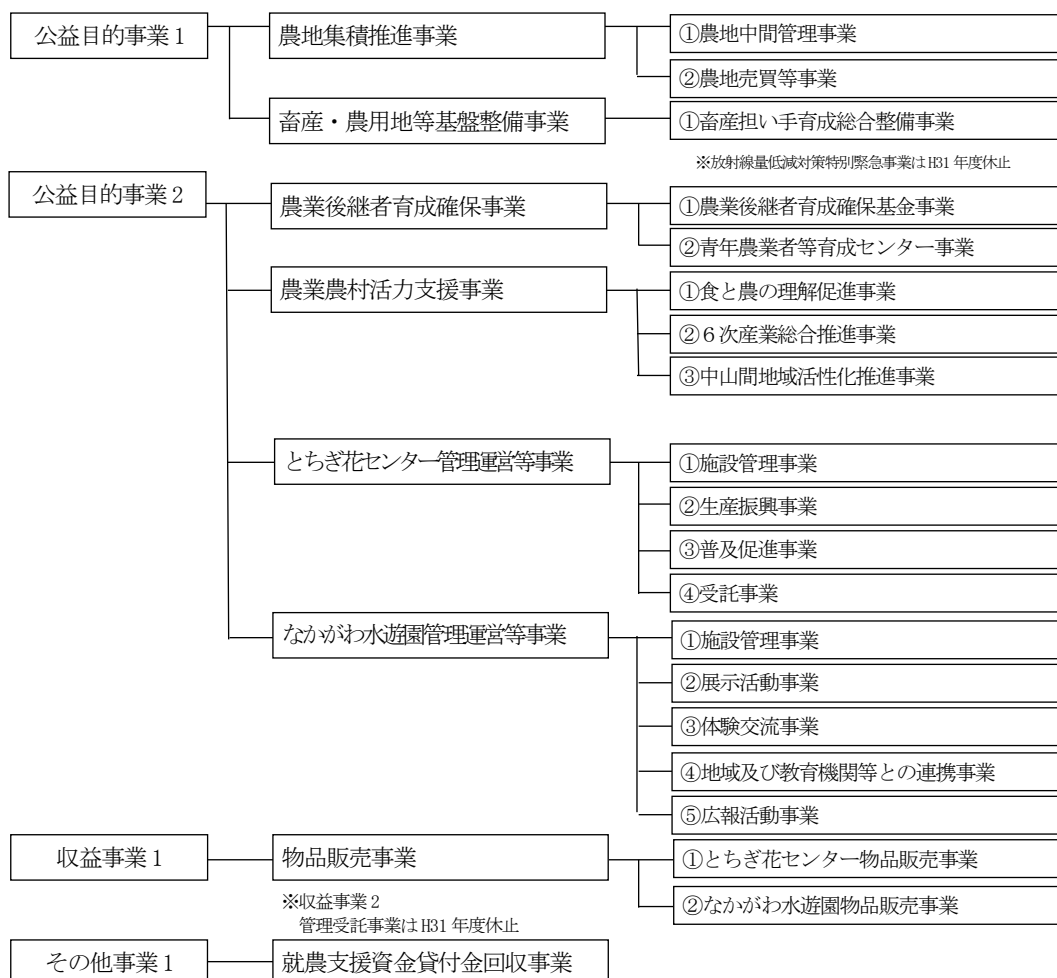 公益目的事業1
農地集積推進事業
①農地中間管理事業
②農地売買等事業
畜産・農用地等基盤整備事業
①畜産担い手育成総合整備事業
※放射線量低減対策特別緊急事業はH31年度休止
公益目的事業2
農業後継者育成確保事業
①農業後継者育成確保基金事業
②青年農業者等育成センター事業
農業農村活力支援事業
①食と農の理解促進事業
②6次産業総合推進事業
③中山間地域活性化推進事業
とちぎ花センター管理運営等事業
①施設管理事業
②生産振興事業
③普及促進事業
④受託事業
なかがわ水遊園管理運営等事業
①施設管理事業
②展示活動事業
③体験交流事業
④地域及び教育機関等との連携事業
⑤広報活動事業
収益事業1
物品販売事業
①とちぎ花センター物品販売事業
②なかがわ水遊園物品販売事業
※収益事業2
管理受託事業はH31年度休止
その他事業1
就農支援資金貸付金回収事業